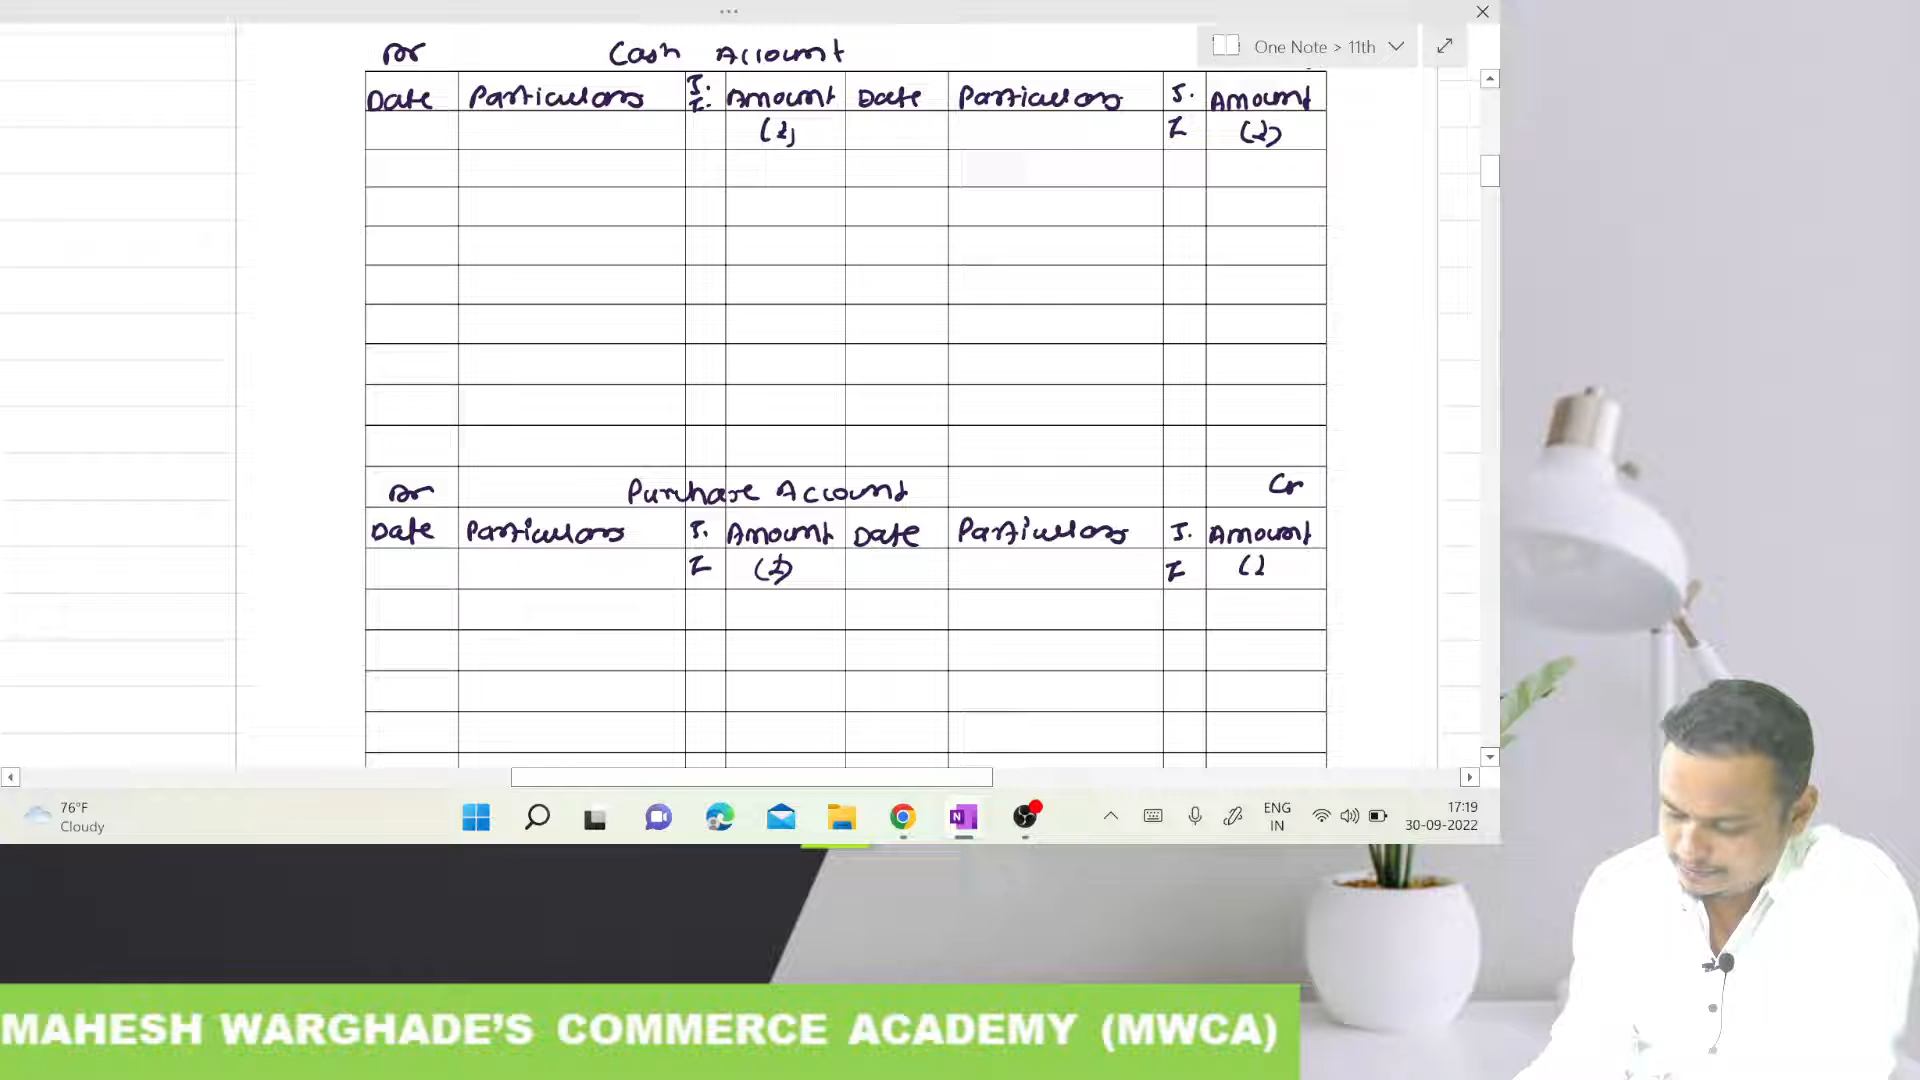 One Note > 11th
Dr Cash Account
Date Particulars J. Amount Date Particulars J. Amount
F. (₹) F (₹)
Dr Purchase Account Cr
Date Particulars J. Amount Date Particulars J. Amount
F (₹) F (₹
76°F
Cloudy
ENG
IN
17:19
30-09-2022
MAHESH WARGHADE'S COMMERCE ACADEMY (MWCA)